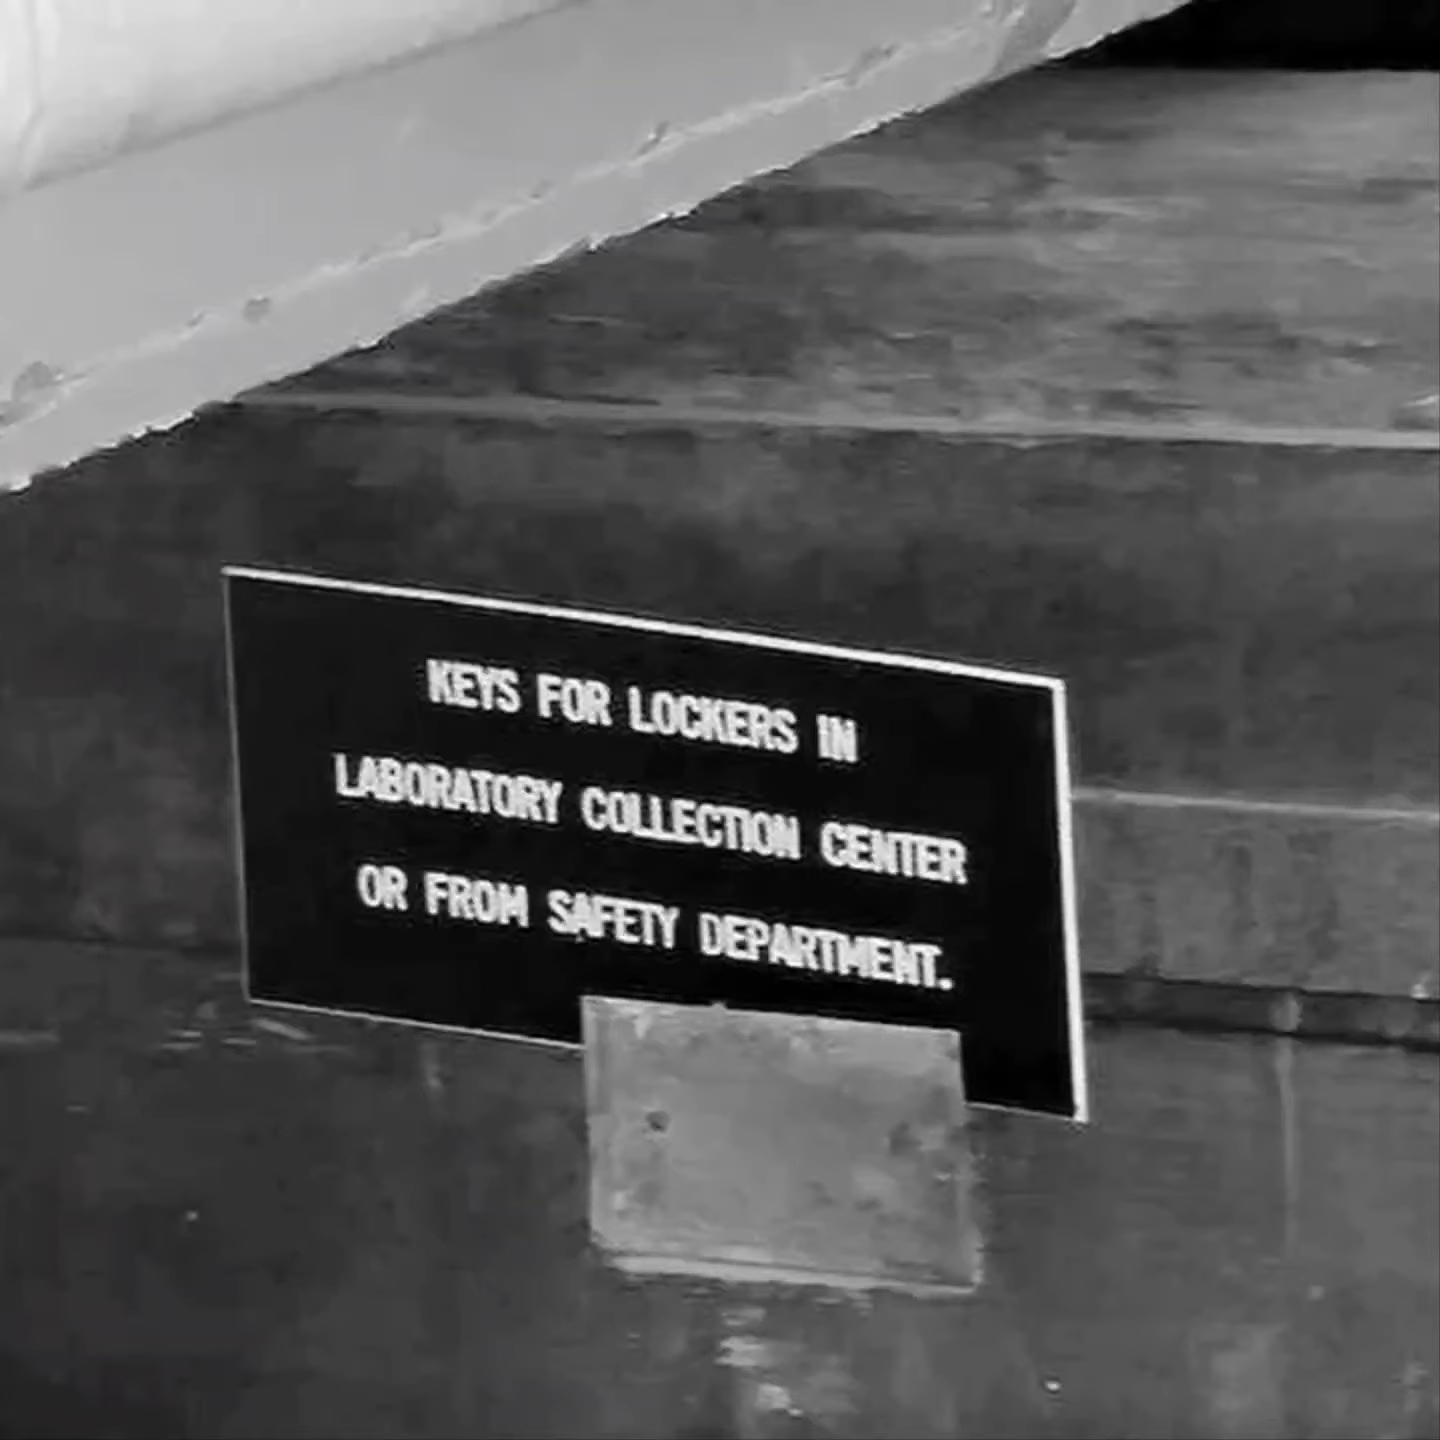 KEYS FOR LOCKERS IN
LABORATORY COLLECTION CENTER
OR FROM SAFETY DEPARTMENT.